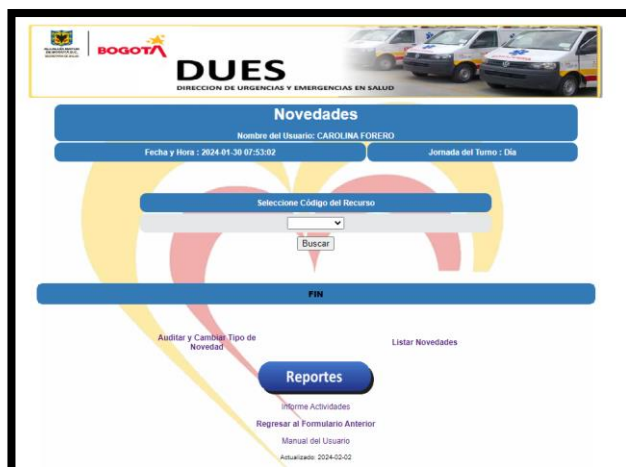 BOGOTÁ
DUES
DIRECCION DE URGENCIAS Y EMERGENCIAS EN SALUD
Novedades
Nombre del Usuario: CAROLINA FORERO
Fecha y Hora : 2024-01-30 07:53:02
Jornada del Turno : Día
Seleccione Código del Recurso
Buscar
FIN
Auditar y Cambiar Tipo de
Novedad
Listar Novedades
Reportes
Informe Actividades
Regresar al Formulario Anterior
Manual del Usuario
Actualizado: 2024-02-02